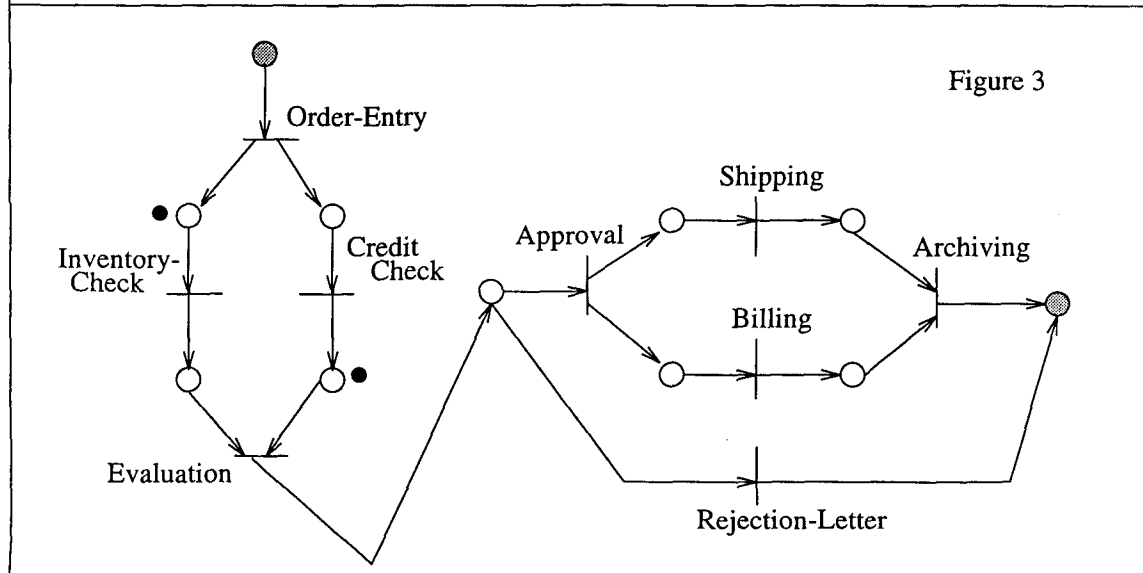 Figure 3
Order-Entry
Inventory-
Check
Credit
Check
Evaluation
Approval
Shipping
Billing
Archiving
Rejection-Letter